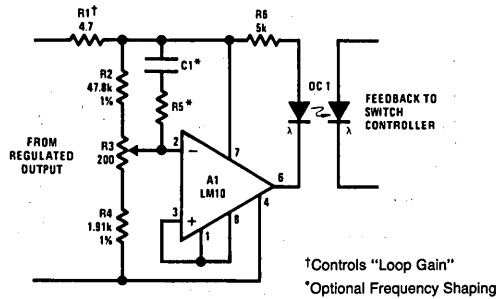 R1†
4.7
R6
5k
C1*
R2
47.8k
1%
R5*
OC1
FEEDBACK TO
SWITCH
CONTROLLER
λ
λ
FROM
REGULATED
OUTPUT
R3
200
2
−
7
A1
LM10
6
4
3
+
1
8
R4
1.91k
1%
†Controls "Loop Gain"
*Optional Frequency Shaping